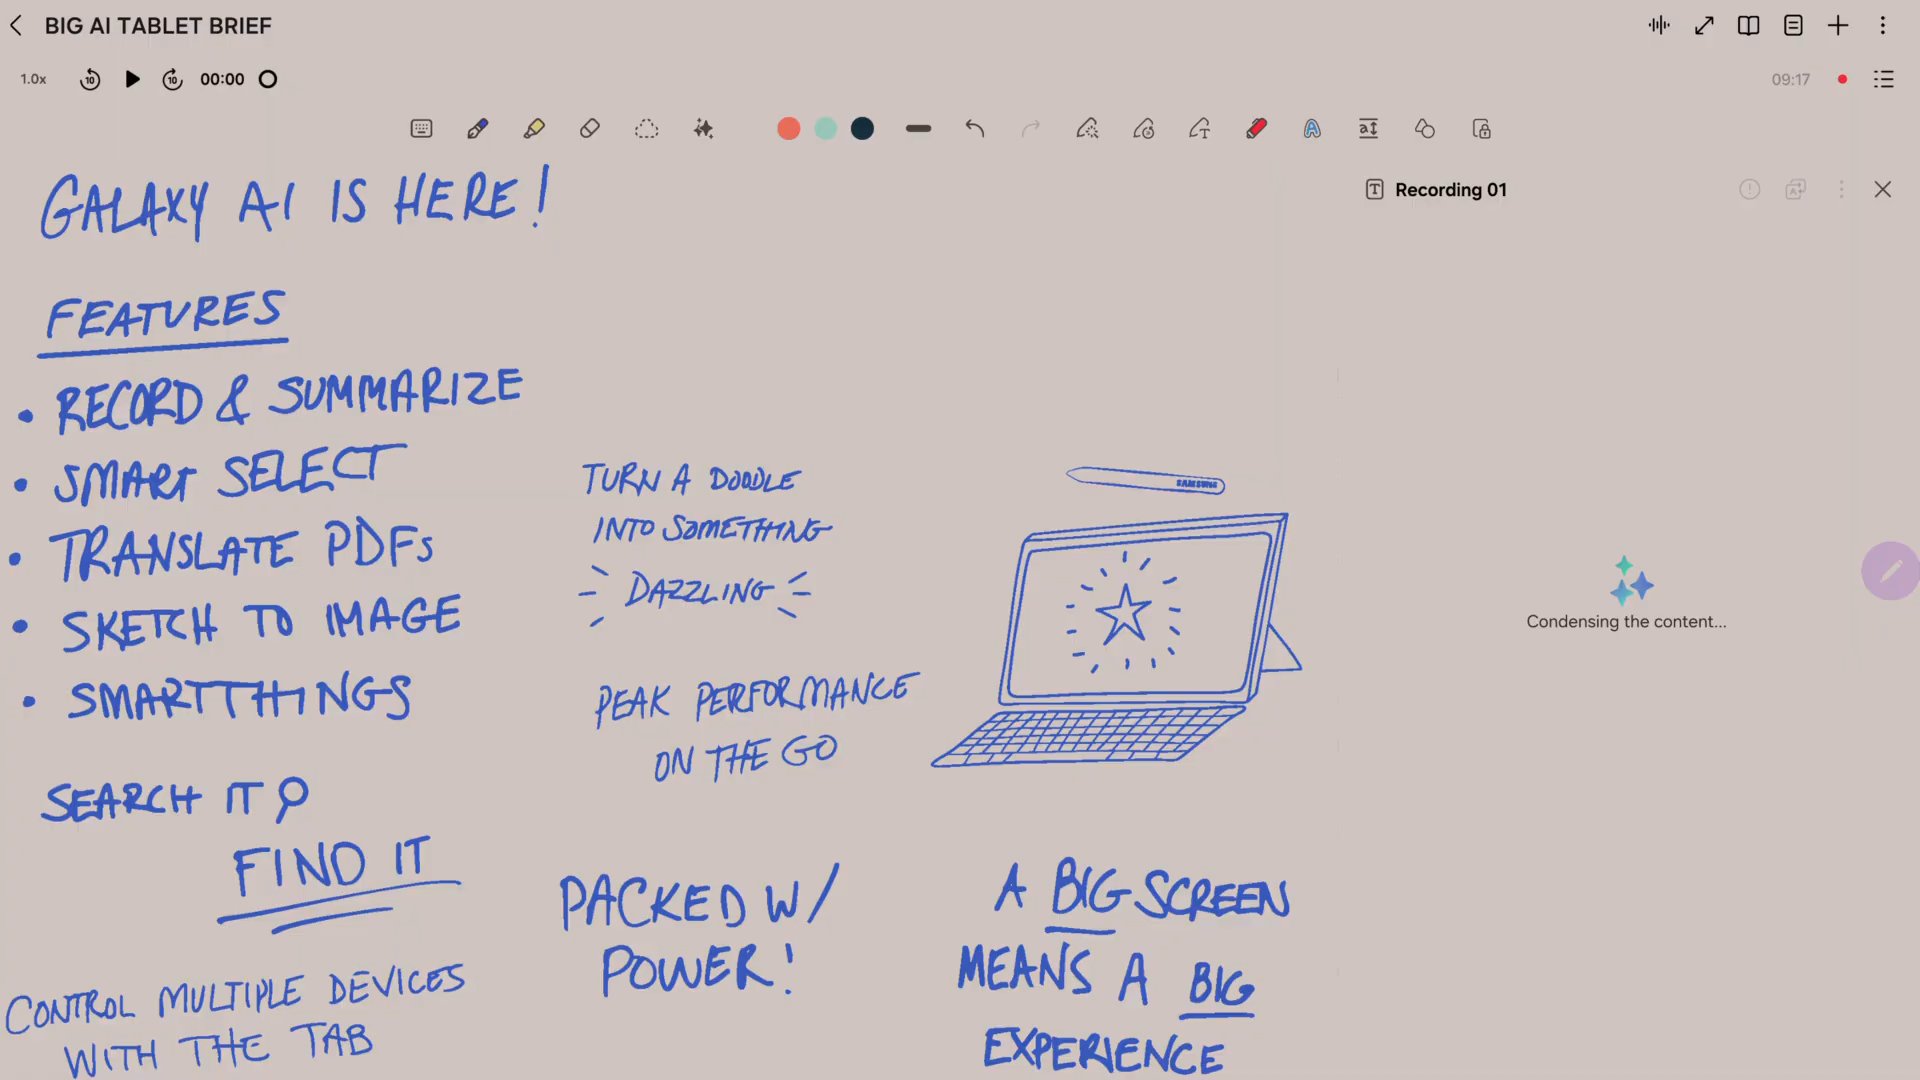 BIG AI TABLET BRIEF
1.0x
10
10
00:00
09:17
Recording 01
Condensing the content...
GALAXY AI IS HERE!
FEATURES
• RECORD & SUMMARIZE
• SMART SELECT
• TRANSLATE PDFs
• SKETCH TO IMAGE
• SMARTTHINGS
SEARCH IT
FIND IT
CONTROL MULTIPLE DEVICES
WITH THE TAB
TURN A DOODLE
INTO SOMETHING
DAZZLING
PEAK PERFORMANCE
ON THE GO
PACKED W/
POWER!
SAMSUNG
A BIG SCREEN
MEANS A BIG
EXPERIENCE